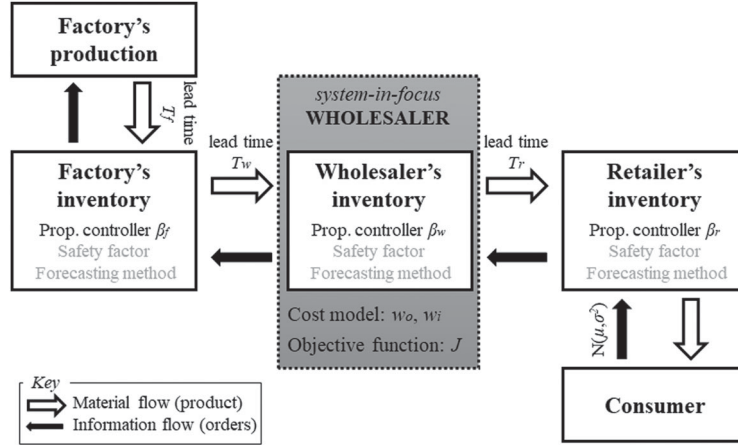 Factory's
production
lead time
Tf
Factory's
inventory
Prop. controller βf
Safety factor
Forecasting method
lead time
Tw
system-in-focus
WHOLESALER
Wholesaler's
inventory
Prop. controller βw
Safety factor
Forecasting method
Cost model: wo, wi
Objective function: J
lead time
Tr
Retailer's
inventory
Prop. controller βr
Safety factor
Forecasting method
N(μ,σ²)
Consumer
Key
Material flow (product)
Information flow (orders)